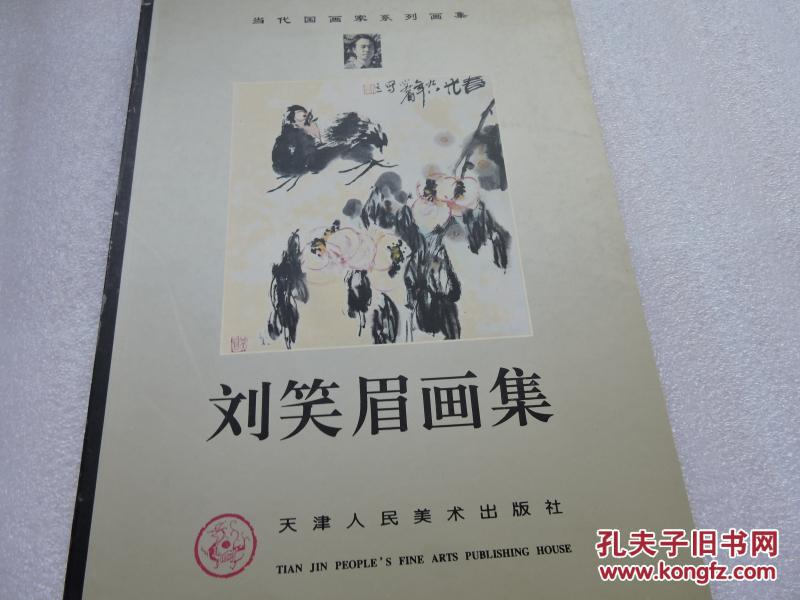 当代国画家系列画集
刘笑眉画集
天津人民美术出版社
TIAN JIN PEOPLE'S FINE ARTS PUBLISHING HOUSE
孔夫子旧书网
www.kongfz.com